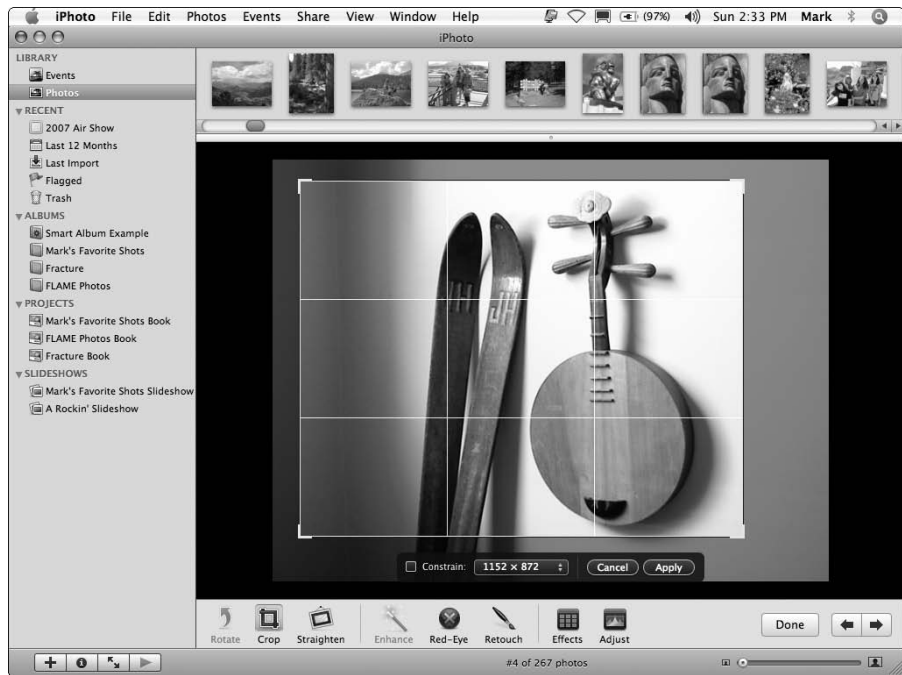 iPhoto File Edit Photos Events Share View Window Help (97%) Sun 2:33 PM Mark
iPhoto
LIBRARY
Events
Photos
RECENT
2007 Air Show
Last 12 Months
Last Import
Flagged
Trash
ALBUMS
Smart Album Example
Mark's Favorite Shots
Fracture
FLAME Photos
PROJECTS
Mark's Favorite Shots Book
FLAME Photos Book
Fracture Book
SLIDESHOWS
Mark's Favorite Shots Slideshow
A Rockin' Slideshow
Constrain: 1152 × 872 Cancel Apply
Rotate Crop Straighten Enhance Red-Eye Retouch Effects Adjust Done
#4 of 267 photos